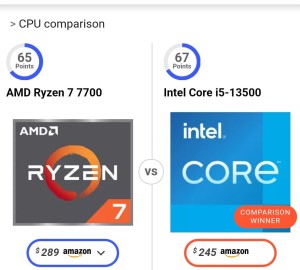 > CPU comparison
65
Points
67
Points
AMD Ryzen 7 7700
Intel Core i5-13500
AMD
RYZEN
7
vs
intel.
CORE™
COMPARISON
WINNER
$ 289 amazon
$ 245 amazon